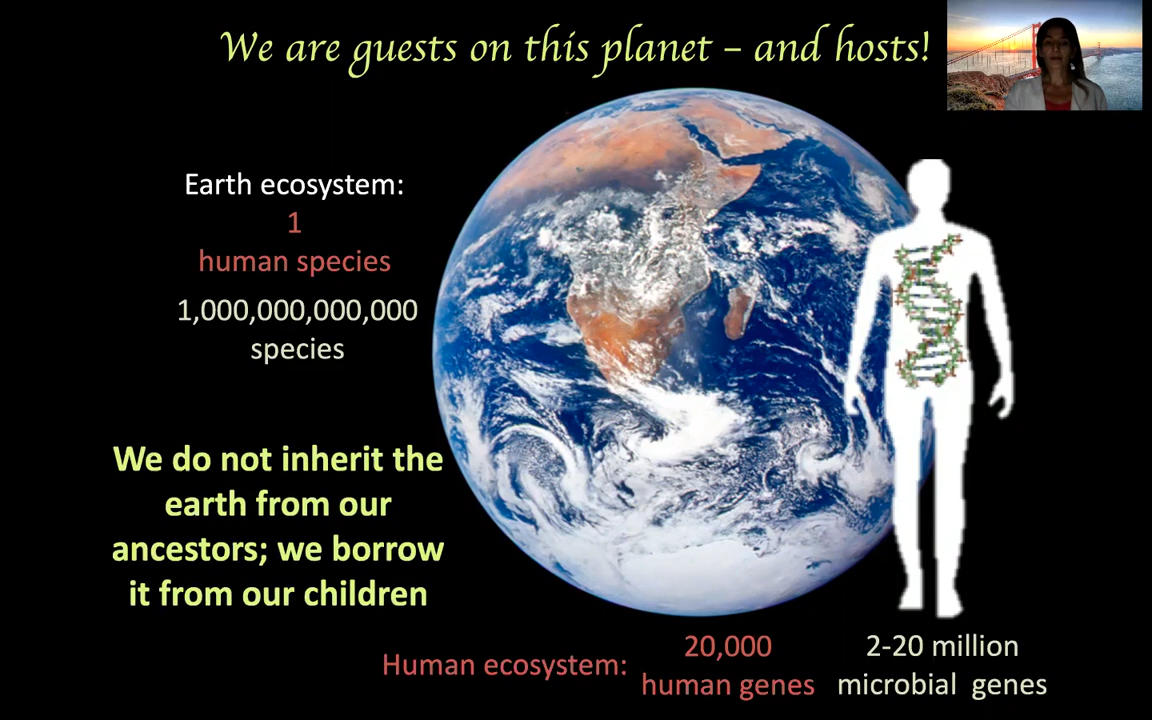 We are guests on this planet – and hosts!
Earth ecosystem:
1
human species
1,000,000,000,000
species
We do not inherit the
earth from our
ancestors; we borrow
it from our children
Human ecosystem:
20,000
human genes
2-20 million
microbial genes